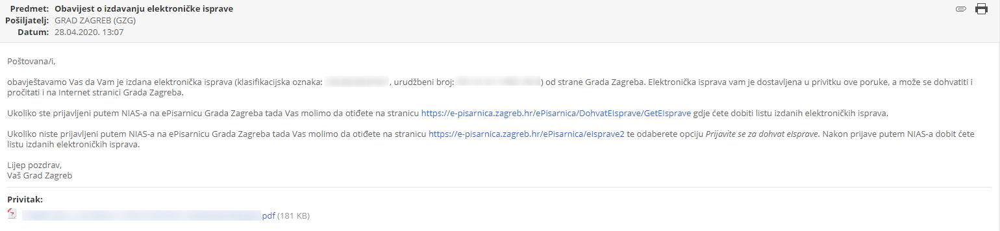 Predmet: Obavijest o izdavanju elektroničke isprave
Pošiljatelj: GRAD ZAGREB (GZG)
Datum: 28.04.2020. 13:07
Poštovana/i,
obavještavamo Vas da Vam je izdana elektronička isprava (klasifikacijska oznaka: , urudžbeni broj: ) od strane Grada Zagreba. Elektronička isprava vam je dostavljena u privitku ove poruke, a može se dohvatiti i
pročitati i na Internet stranici Grada Zagreba.
Ukoliko ste prijavljeni putem NIAS-a na ePisarnicu Grada Zagreba tada Vas molimo da otiđete na stranicu https://e-pisarnica.zagreb.hr/ePisarnica/DohvatEIsprave/GetEIsprave gdje ćete dobiti listu izdanih elektroničkih isprava.
Ukoliko niste prijavljeni putem NIAS-a na ePisarnicu Grada Zagreba tada Vas molimo da otiđete na stranicu https://e-pisarnica.zagreb.hr/ePisarnica/eIsprave2 te odaberete opciju Prijavite se za dohvat eIsprave. Nakon prijave putem NIAS-a dobit ćete
listu izdanih elektroničkih isprava.
Lijep pozdrav,
Vaš Grad Zagreb
Privitak:
.pdf (181 KB)